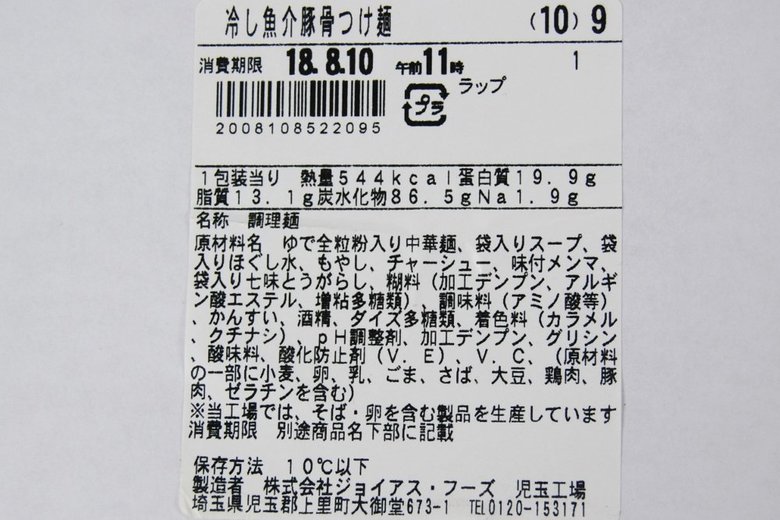 冷し魚介豚骨つけ麺 (10)9
消費期限 18.8.10 午前11時 1
プラ ラップ
2008108522095
1包装当り 熱量544kcal蛋白質19.9g
脂質13.1g炭水化物86.5gNa1.9g
名称 調理麺
原材料名 ゆで全粒粉入り中華麺、袋入りスープ、袋
入りほぐし水、もやし、チャーシュー、味付メンマ、
袋入り七味とうがらし、糊料(加工デンプン、アルギ
ン酸エステル、増粘多糖類)、調味料(アミノ酸等)
、かんすい、酒精、ダイズ多糖類、着色料(カラメル
、クチナシ)、pH調整剤、加工デンプン、グリシン
、酸味料、酸化防止剤(V.E)、V.C、(原材料
の一部に小麦、卵、乳、ごま、さば、大豆、鶏肉、豚
肉、ゼラチンを含む)
※当工場では、そば・卵を含む製品を生産しています
消費期限 別途商品名下部に記載
保存方法 10℃以下
製造者 株式会社ジョイアス・フーズ 児玉工場
埼玉県児玉郡上里町大御堂673-1 TEL0120-153171